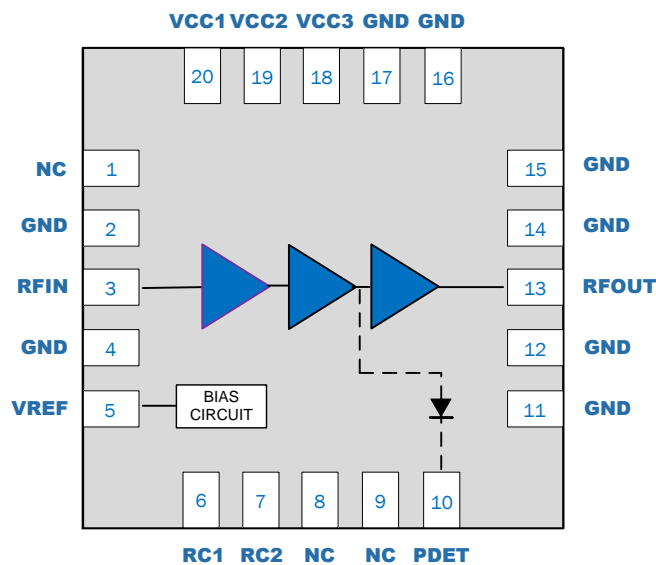 VCC1 VCC2 VCC3 GND GND
20 19 18 17 16
NC 1 15 GND
GND 2 14 GND
RFIN 3 13 RFOUT
GND 4 12 GND
VREF 5 BIAS
CIRCUIT 11 GND
6 7 8 9 10
RC1 RC2 NC NC PDET